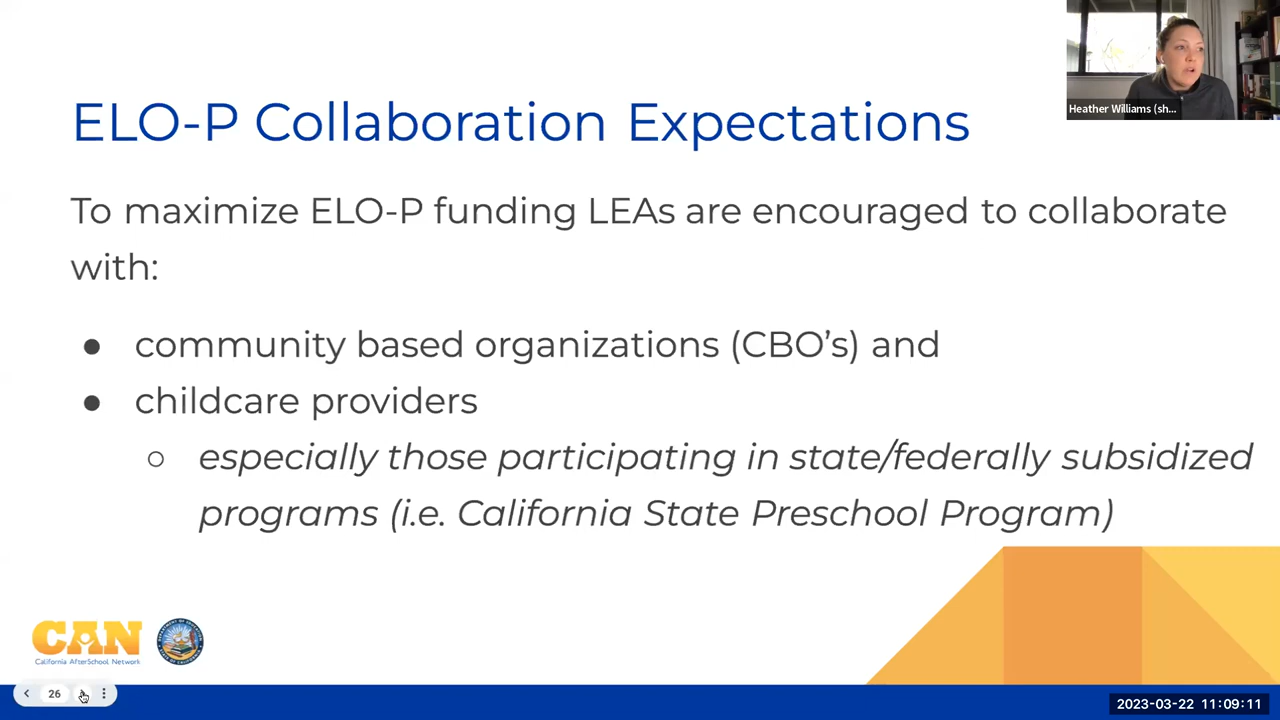 Heather Williams (sh...
ELO-P Collaboration Expectations
To maximize ELO-P funding LEAs are encouraged to collaborate
with:
● community based organizations (CBO’s) and
● childcare providers
○ especially those participating in state/federally subsidized
programs (i.e. California State Preschool Program)
CAN
California AfterSchool Network
26
2023-03-22 11:09:11